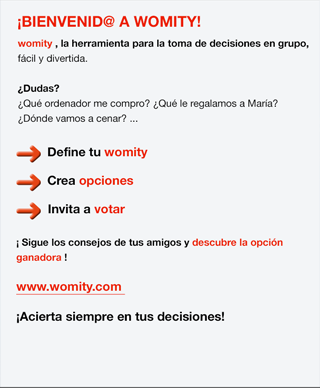 ¡BIENVENID@ A WOMITY!
womity , la herramienta para la toma de decisiones en grupo,
fácil y divertida.
¿Dudas?
¿Qué ordenador me compro? ¿Qué le regalamos a María?
¿Dónde vamos a cenar? ...
Define tu womity
Crea opciones
Invita a votar
¡ Sigue los consejos de tus amigos y descubre la opción
ganadora !
www.womity.com
¡Acierta siempre en tus decisiones!